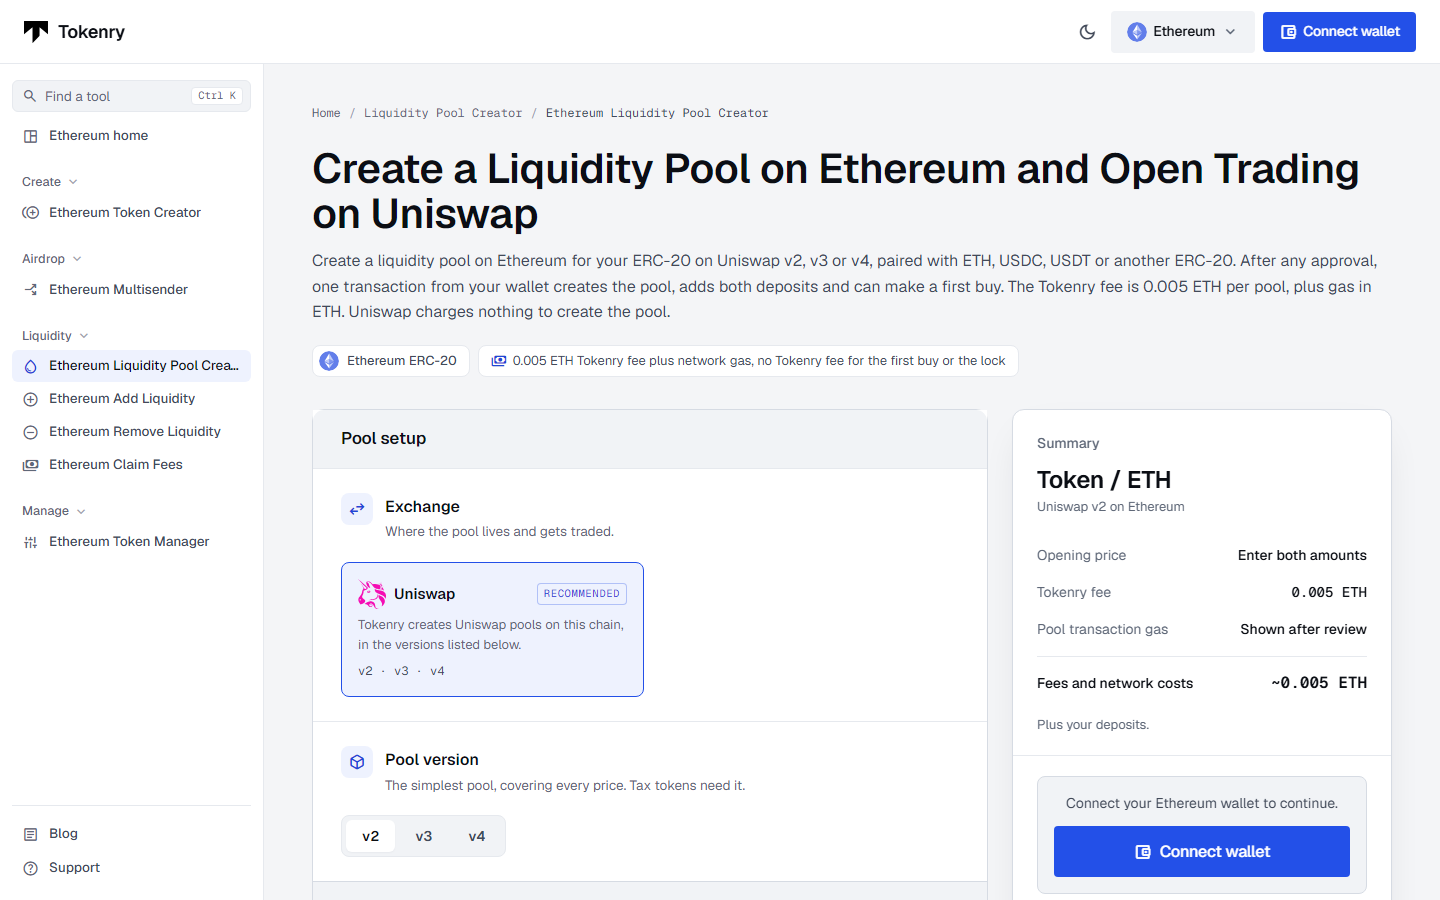 Tokenry
Ethereum
Connect wallet
Find a tool
Ctrl K
Ethereum home
Create
Ethereum Token Creator
Airdrop
Ethereum Multisender
Liquidity
Ethereum Liquidity Pool Crea...
Ethereum Add Liquidity
Ethereum Remove Liquidity
Ethereum Claim Fees
Manage
Ethereum Token Manager
Blog
Support
Home / Liquidity Pool Creator / Ethereum Liquidity Pool Creator
Create a Liquidity Pool on Ethereum and Open Trading
on Uniswap
Create a liquidity pool on Ethereum for your ERC-20 on Uniswap v2, v3 or v4, paired with ETH, USDC, USDT or another ERC-20. After any approval,
one transaction from your wallet creates the pool, adds both deposits and can make a first buy. The Tokenry fee is 0.005 ETH per pool, plus gas in
ETH. Uniswap charges nothing to create the pool.
Ethereum ERC-20
0.005 ETH Tokenry fee plus network gas, no Tokenry fee for the first buy or the lock
Pool setup
Exchange
Where the pool lives and gets traded.
Uniswap
RECOMMENDED
Tokenry creates Uniswap pools on this chain,
in the versions listed below.
v2 · v3 · v4
Pool version
The simplest pool, covering every price. Tax tokens need it.
v2 v3 v4
Summary
Token / ETH
Uniswap v2 on Ethereum
Opening price Enter both amounts
Tokenry fee 0.005 ETH
Pool transaction gas Shown after review
Fees and network costs ~0.005 ETH
Plus your deposits.
Connect your Ethereum wallet to continue.
Connect wallet